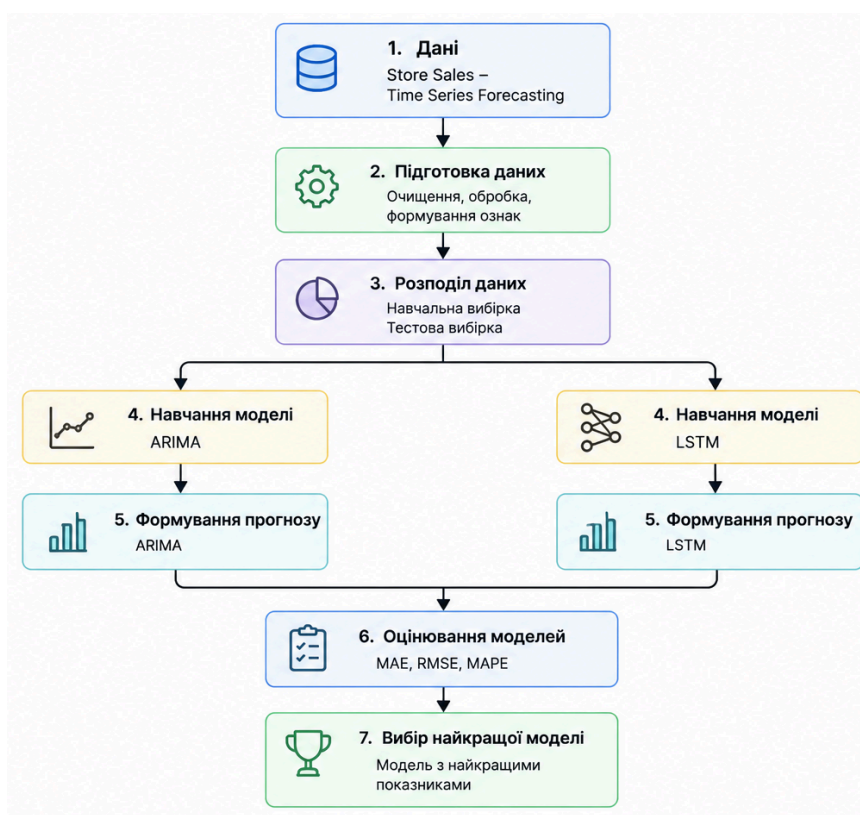 1. Дані
Store Sales –
Time Series Forecasting
2. Підготовка даних
Очищення, обробка,
формування ознак
3. Розподіл даних
Навчальна вибірка
Тестова вибірка
4. Навчання моделі
ARIMA
4. Навчання моделі
LSTM
5. Формування прогнозу
ARIMA
5. Формування прогнозу
LSTM
6. Оцінювання моделей
MAE, RMSE, MAPE
7. Вибір найкращої моделі
Модель з найкращими
показниками